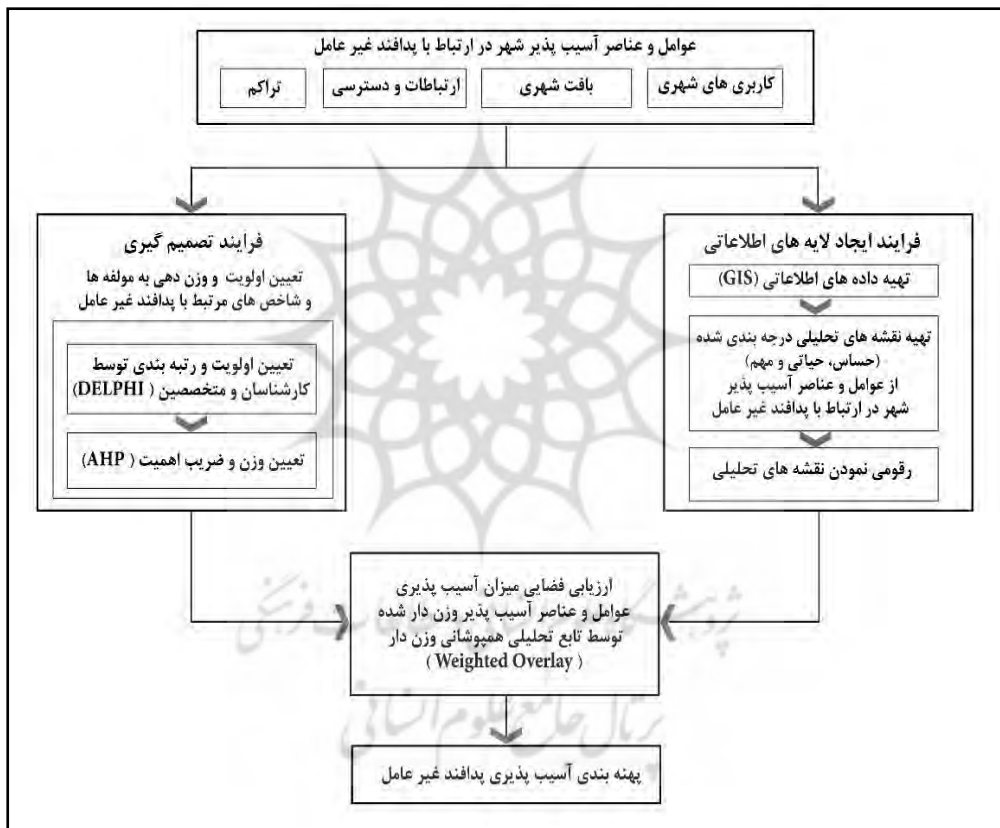 عوامل و عناصر آسیب پذیر شهر در ارتباط با پدافند غیر عامل
کاربری های شهری
بافت شهری
ارتباطات و دسترسی
تراکم
فرایند ایجاد لایه های اطلاعاتی
تهیه داده های اطلاعاتی (GIS)
تهیه نقشه های تحلیلی درجه بندی شده
(حساس، حیاتی و مهم)
از عوامل و عناصر آسیب پذیر
شهر در ارتباط با پدافند غیر عامل
رقومی نمودن نقشه های تحلیلی
فرایند تصمیم گیری
تعیین اولویت و وزن دهی به مولفه ها
و شاخص های مرتبط با پدافند غیر عامل
تعیین اولویت و رتبه بندی توسط
کارشناسان و متخصصین (DELPHI)
تعیین وزن و ضریب اهمیت (AHP)
ارزیابی فضایی میزان آسیب پذیری
عوامل و عناصر آسیب پذیر وزن دار شده
توسط تابع تحلیلی همپوشانی وزن دار
(Weighted Overlay)
پهنه بندی آسیب پذیری پدافند غیر عامل
پرتال جامع علوم انسانی